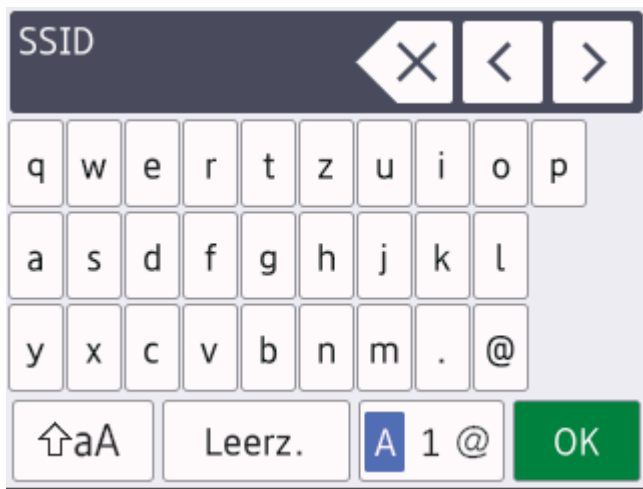 SSID
q w e r t z u i o p
a s d f g h j k l
y x c v b n m . @
aA Leerz. A 1 @ OK